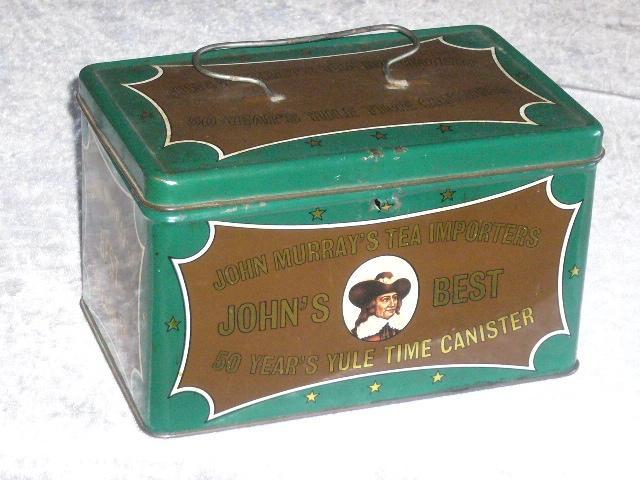 JOHN MURRAY'S TEA IMPORTERS
JOHN'S BEST
50 YEAR'S YULE TIME CANISTER